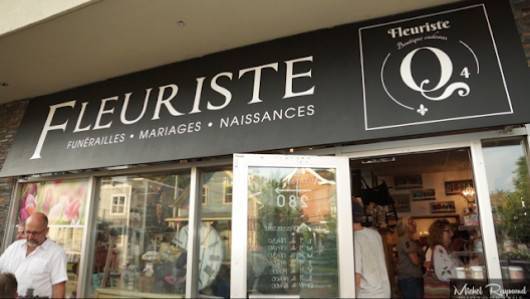 FLEURISTE
FUNÉRAILLES • MARIAGES • NAISSANCES
Fleuriste
Boutique cadeaux
Q4
280
Michel Raymond